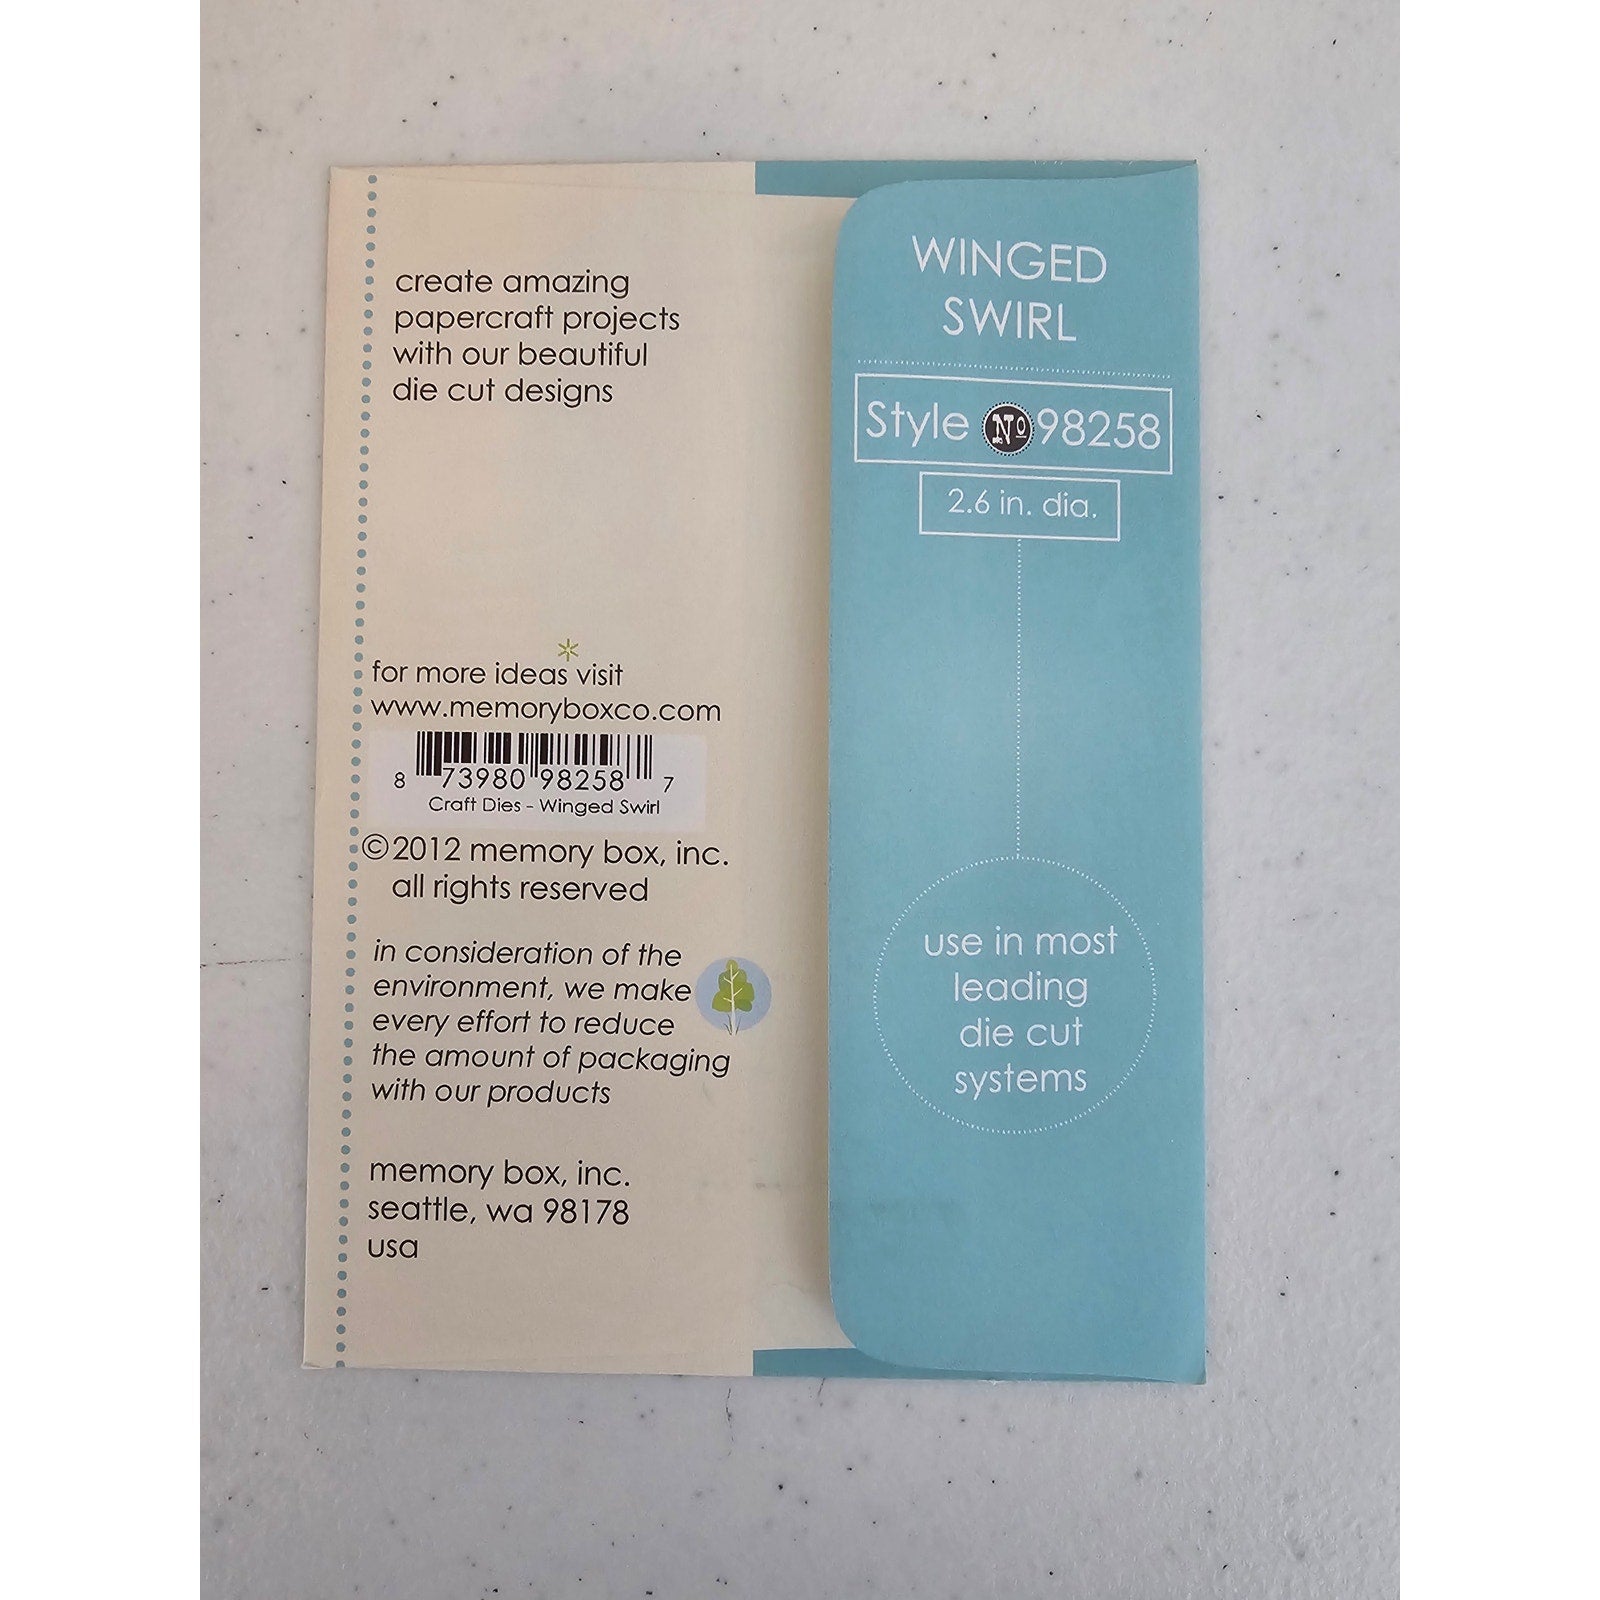 create amazing
papercraft projects
with our beautiful
die cut designs
for more ideas visit
www.memoryboxco.com
8 73980 98258 7
Craft Dies - Winged Swirl
©2012 memory box, inc.
all rights reserved
in consideration of the
environment, we make
every effort to reduce
the amount of packaging
with our products
memory box, inc.
seattle, wa 98178
usa
WINGED
SWIRL
Style No 98258
2.6 in. dia.
use in most
leading
die cut
systems